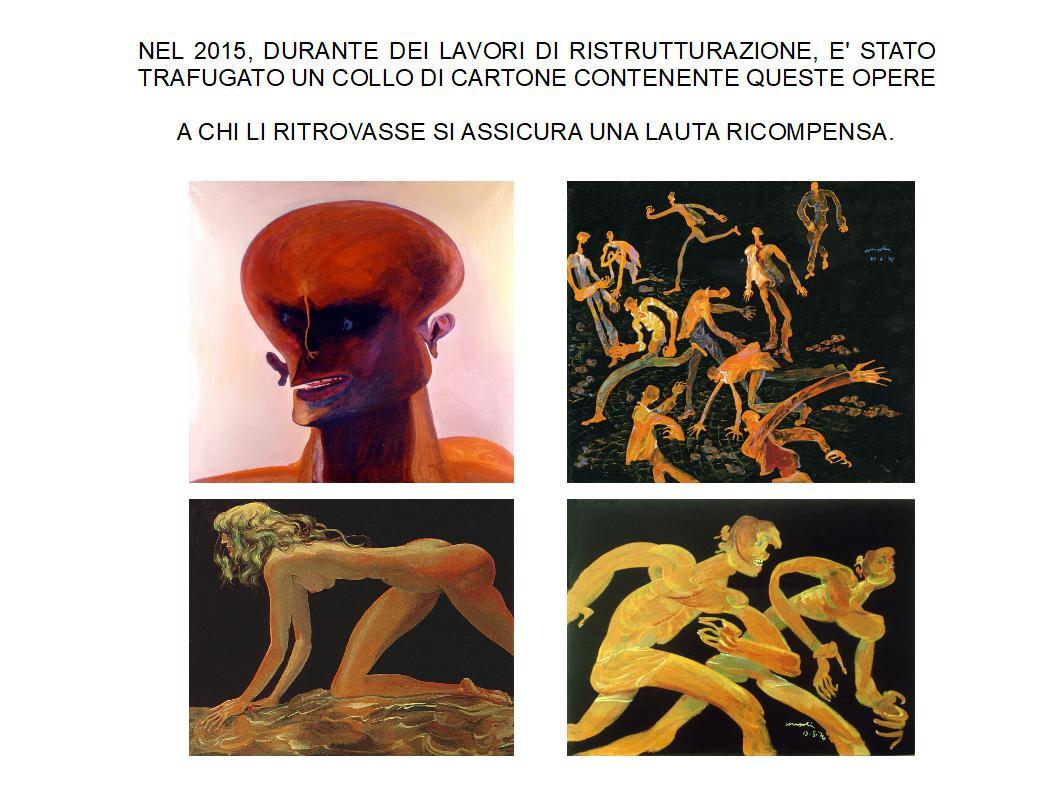 NEL 2015, DURANTE DEI LAVORI DI RISTRUTTURAZIONE, E' STATO
TRAFUGATO UN COLLO DI CARTONE CONTENENTE QUESTE OPERE
A CHI LI RITROVASSE SI ASSICURA UNA LAUTA RICOMPENSA.